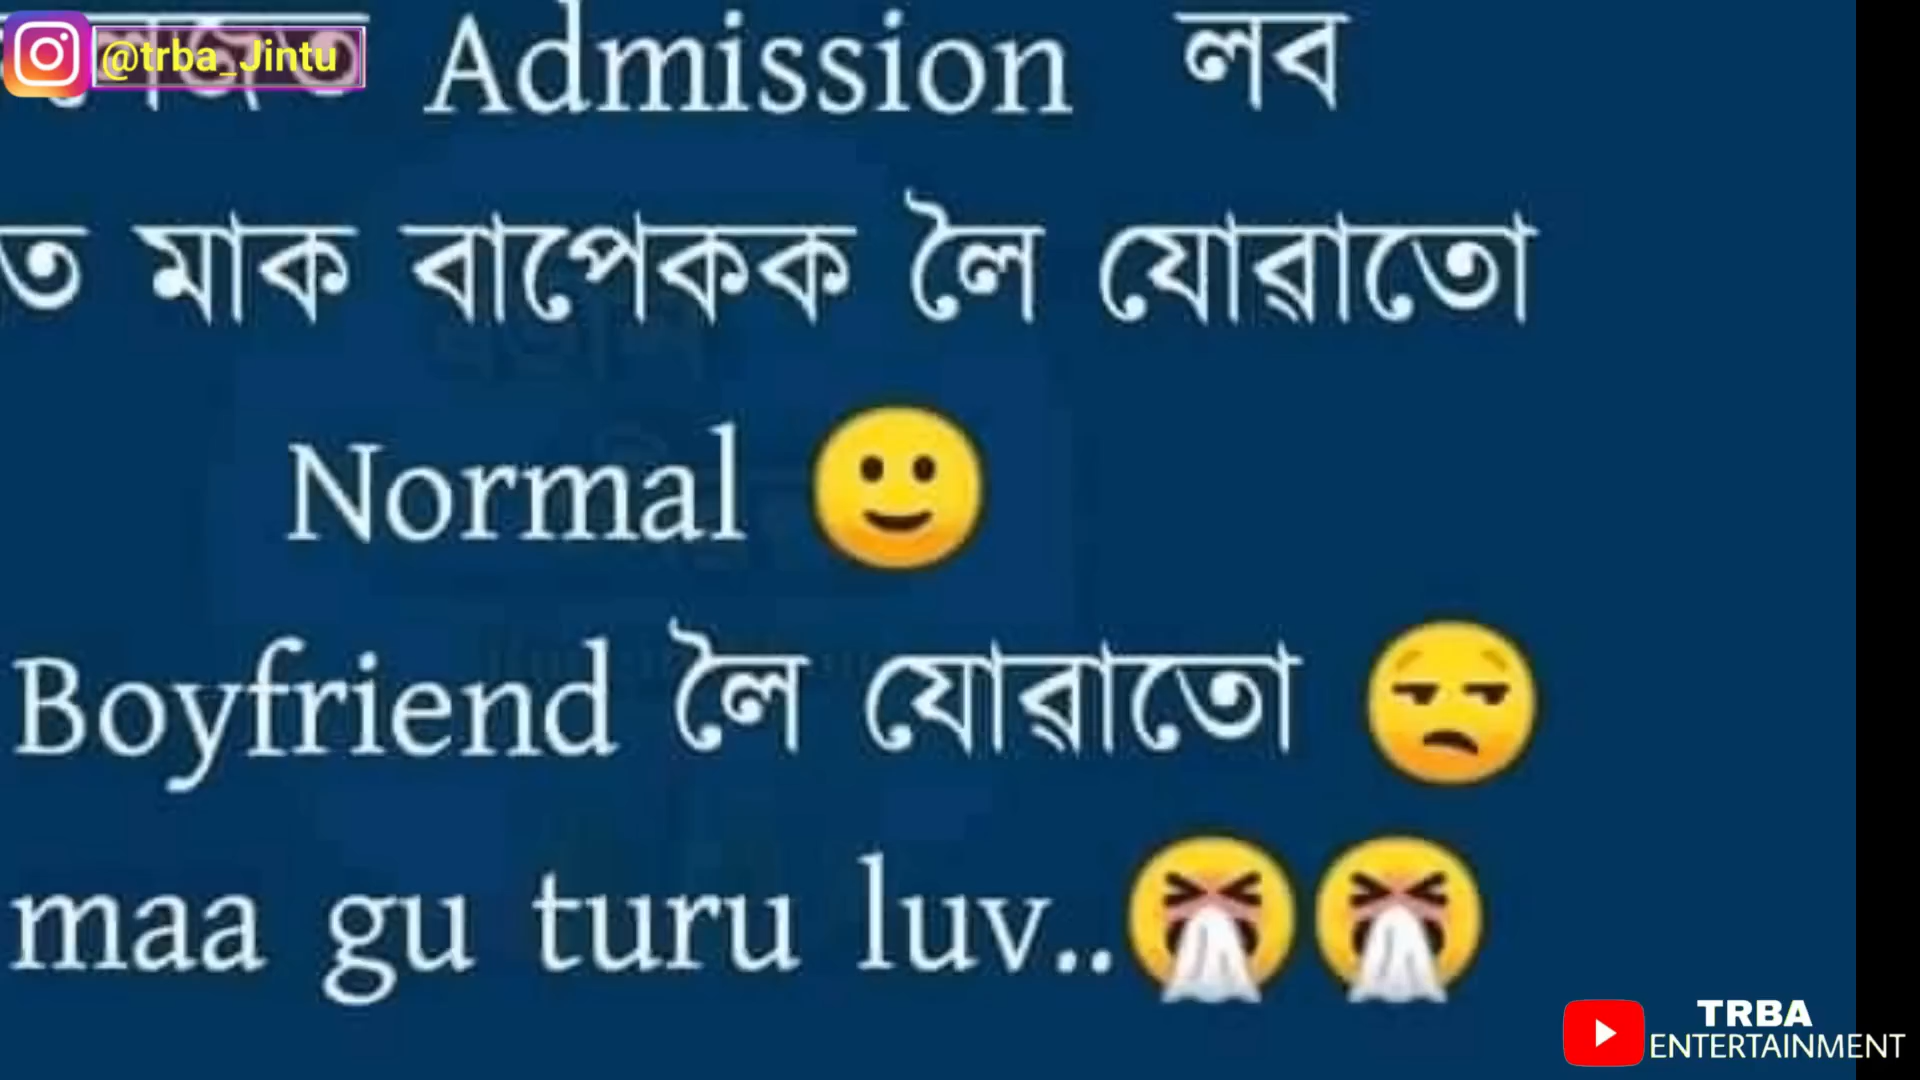 @trba_Jintu
Admission লব
মাক বাপেকক লৈ যোৱাতো
Normal 🙂
Boyfriend লৈ যোৱাতো 😒
maa gu turu luv..🤧🤧
TRBA
ENTERTAINMENT